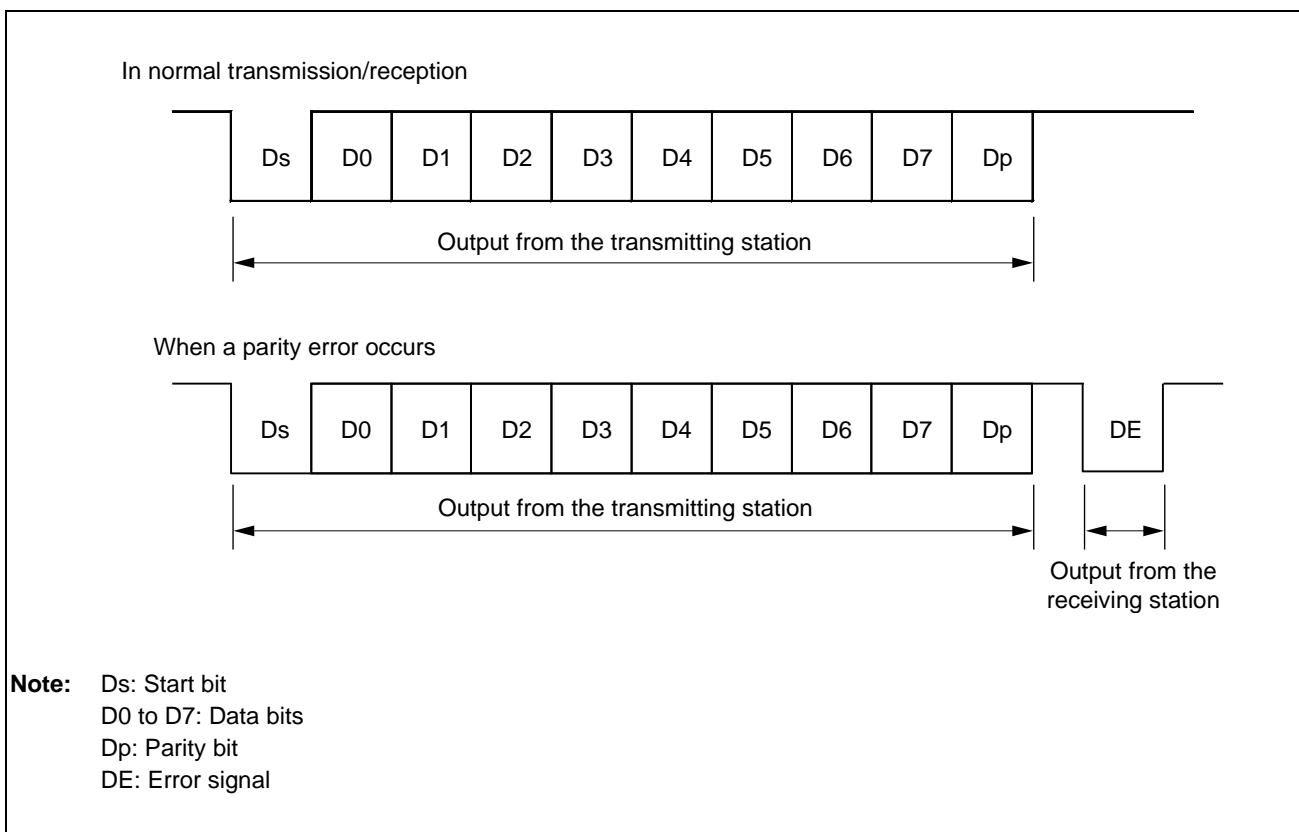 In normal transmission/reception
Ds D0 D1 D2 D3 D4 D5 D6 D7 Dp
Output from the transmitting station
When a parity error occurs
Ds D0 D1 D2 D3 D4 D5 D6 D7 Dp DE
Output from the transmitting station
Output from the
receiving station
Note: Ds: Start bit
D0 to D7: Data bits
Dp: Parity bit
DE: Error signal